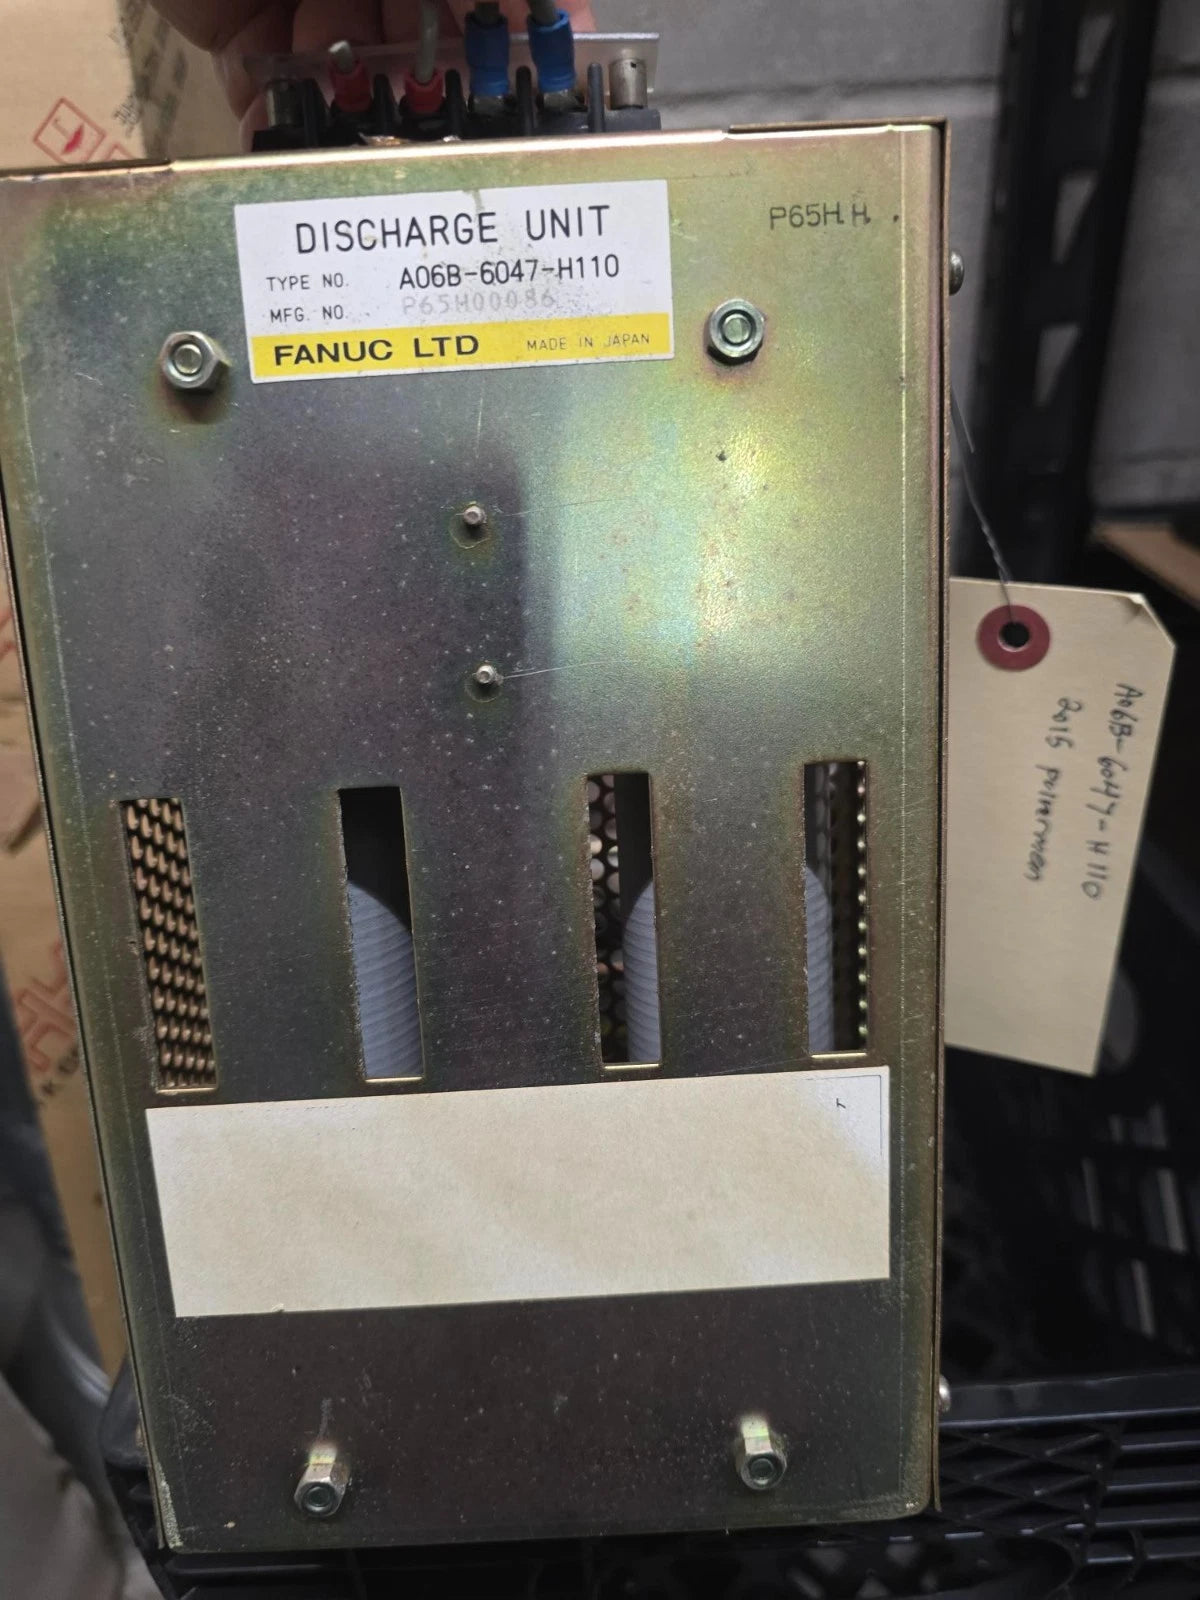 DISCHARGE UNIT
TYPE NO. A06B-6047-H110
MFG. NO. P65H00086
FANUC LTD MADE IN JAPAN
P65H.H.
A06B-6047-H110
2015